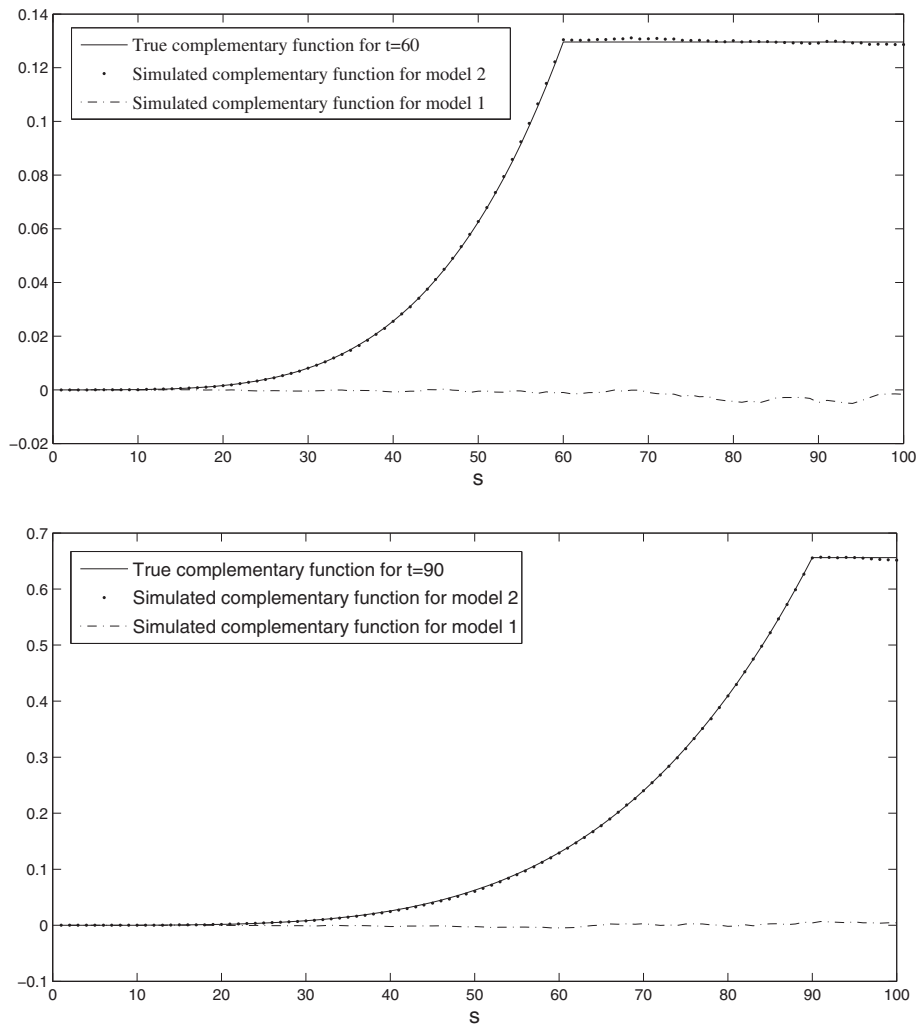 0.14
0.12
0.1
0.08
0.06
0.04
0.02
0
−0.02
True complementary function for t=60
Simulated complementary function for model 2
Simulated complementary function for model 1
0 10 20 30 40 50 60 70 80 90 100
s
0.7
0.6
0.5
0.4
0.3
0.2
0.1
0
−0.1
True complementary function for t=90
Simulated complementary function for model 2
Simulated complementary function for model 1
0 10 20 30 40 50 60 70 80 90 100
s